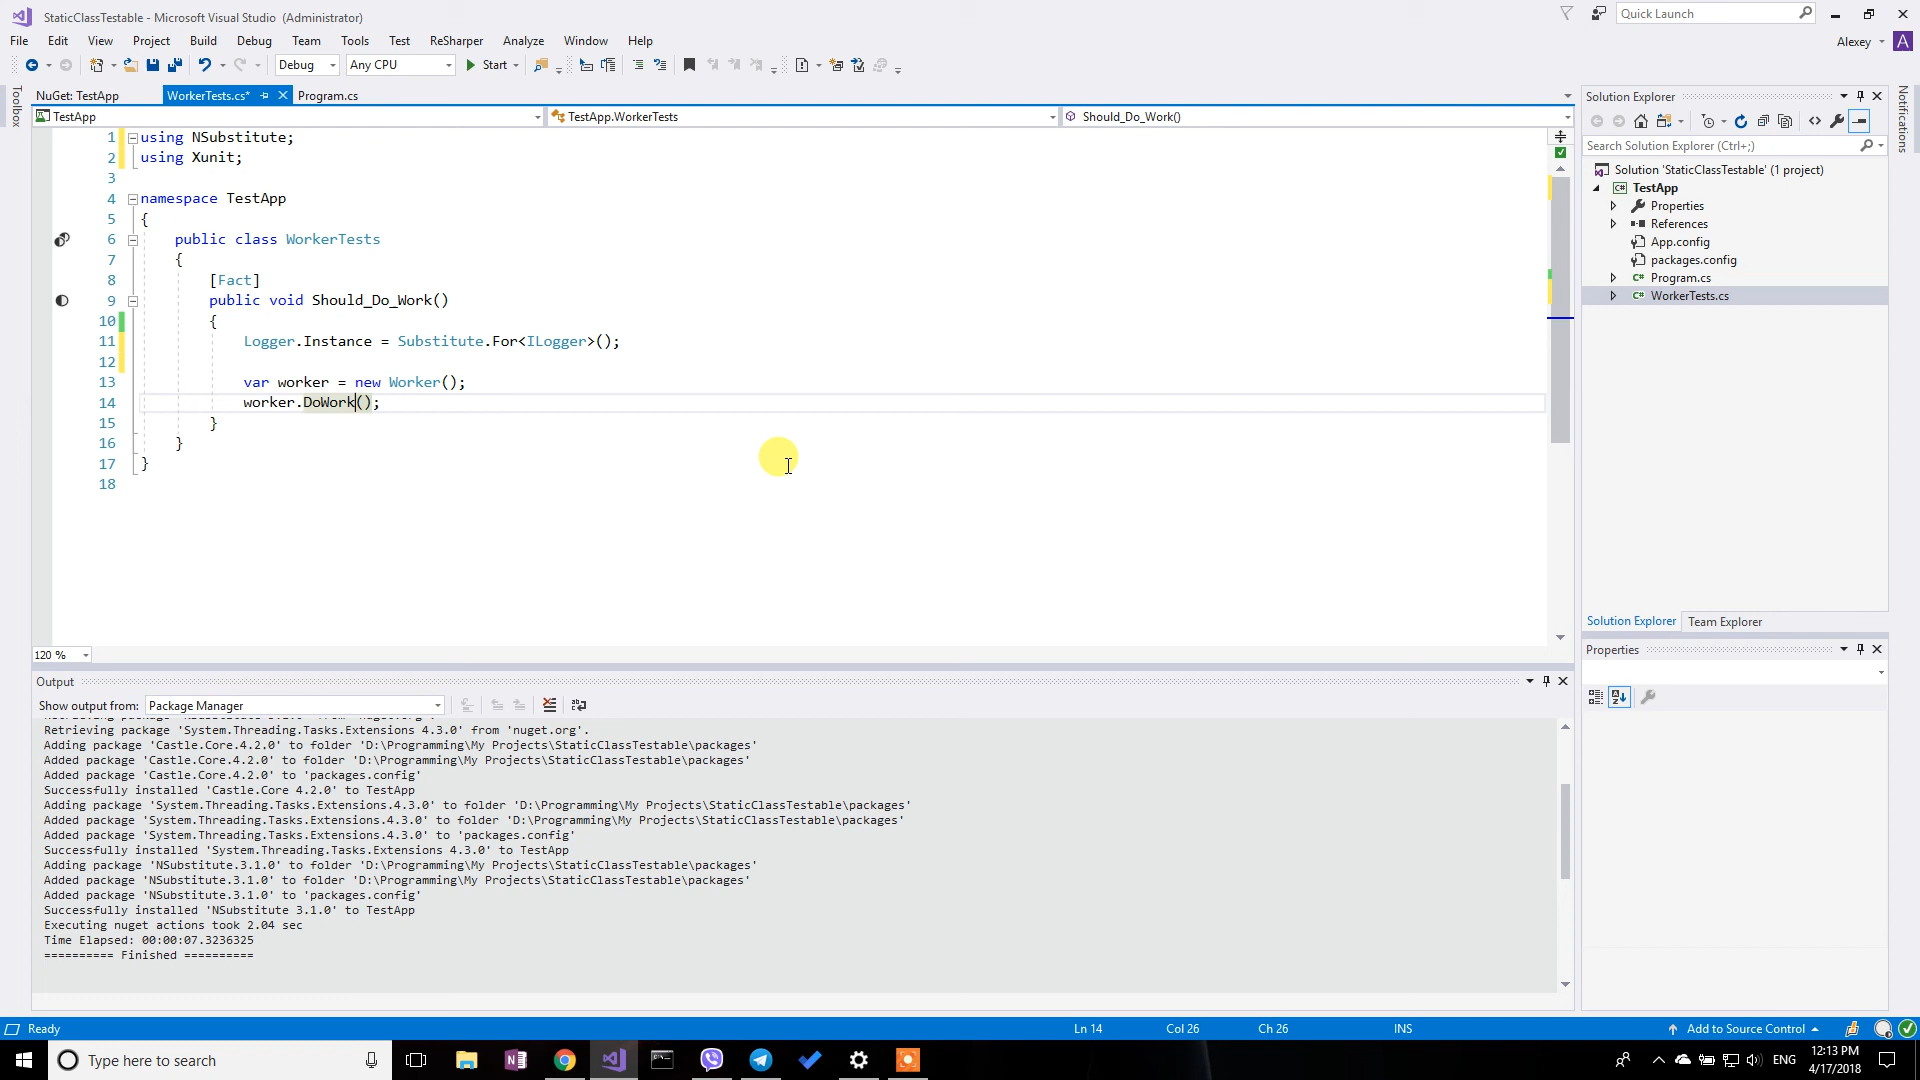 StaticClassTestable - Microsoft Visual Studio (Administrator)
Quick Launch
File Edit View Project Build Debug Team Tools Test ReSharper Analyze Window Help
Alexey A
Debug Any CPU Start
NuGet: TestApp WorkerTests.cs* Program.cs
TestApp TestApp.WorkerTests Should_Do_Work()
Toolbox
1 using NSubstitute;
2 using Xunit;
3
4 namespace TestApp
5 {
6 public class WorkerTests
7 {
8 [Fact]
9 public void Should_Do_Work()
10 {
11 Logger.Instance = Substitute.For<ILogger>();
12
13 var worker = new Worker();
14 worker.DoWork();
15 }
16 }
17 }
18
120 %
Solution Explorer
Search Solution Explorer (Ctrl+;)
Solution 'StaticClassTestable' (1 project)
C# TestApp
Properties
References
App.config
packages.config
C# Program.cs
C# WorkerTests.cs
Solution Explorer Team Explorer
Properties
Notifications
Output
Show output from: Package Manager
Retrieving package 'System.Threading.Tasks.Extensions 4.3.0' from 'nuget.org'.
Adding package 'Castle.Core.4.2.0' to folder 'D:\Programming\My Projects\StaticClassTestable\packages'
Added package 'Castle.Core.4.2.0' to folder 'D:\Programming\My Projects\StaticClassTestable\packages'
Added package 'Castle.Core.4.2.0' to 'packages.config'
Successfully installed 'Castle.Core 4.2.0' to TestApp
Adding package 'System.Threading.Tasks.Extensions.4.3.0' to folder 'D:\Programming\My Projects\StaticClassTestable\packages'
Added package 'System.Threading.Tasks.Extensions.4.3.0' to folder 'D:\Programming\My Projects\StaticClassTestable\packages'
Added package 'System.Threading.Tasks.Extensions.4.3.0' to 'packages.config'
Successfully installed 'System.Threading.Tasks.Extensions 4.3.0' to TestApp
Adding package 'NSubstitute.3.1.0' to folder 'D:\Programming\My Projects\StaticClassTestable\packages'
Added package 'NSubstitute.3.1.0' to folder 'D:\Programming\My Projects\StaticClassTestable\packages'
Added package 'NSubstitute.3.1.0' to 'packages.config'
Successfully installed 'NSubstitute 3.1.0' to TestApp
Executing nuget actions took 2.04 sec
Time Elapsed: 00:00:07.3236325
========== Finished ==========
Ready Ln 14 Col 26 Ch 26 INS Add to Source Control
Type here to search
ENG
12:13 PM
4/17/2018